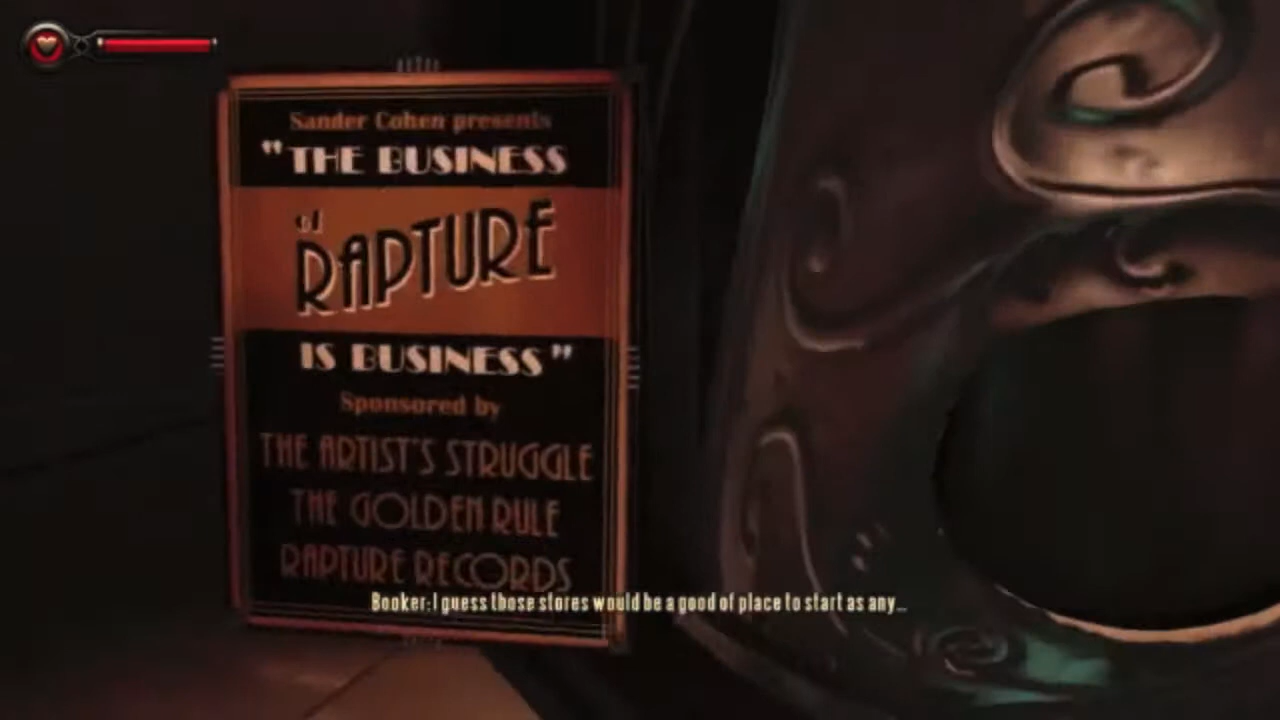 Sander Cohen presents
"THE BUSINESS
of
RAPTURE
IS BUSINESS"
Sponsored by
THE ARTIST'S STRUGGLE
THE GOLDEN RULE
RAPTURE RECORDS
Booker: I guess those stores would be a good of place to start as any...